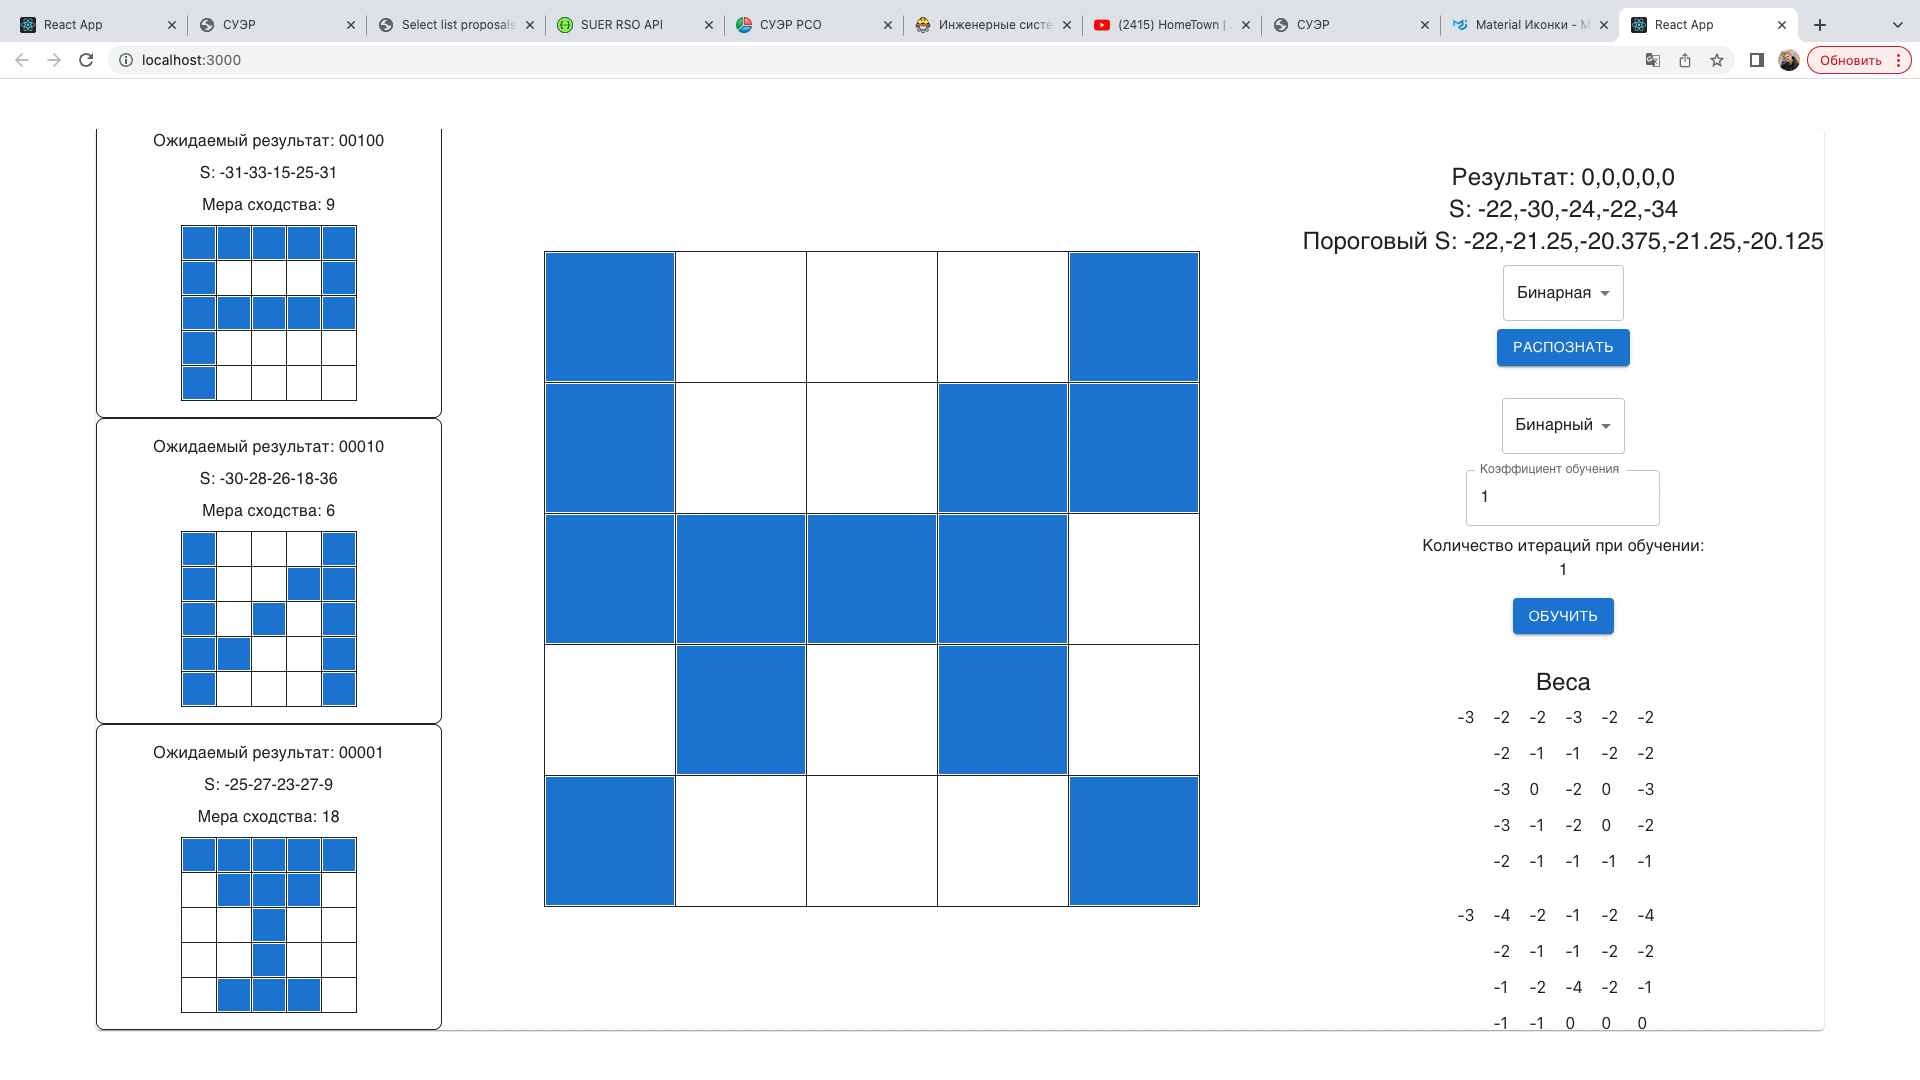 React App
СУЭР
Select list proposals
SUER RSO API
СУЭР РСО
Инженерные систе
(2415) HomeTown |
СУЭР
Material Иконки - M
React App
localhost:3000
Обновить
Ожидаемый результат: 00100
S: -31-33-15-25-31
Мера сходства: 9
Ожидаемый результат: 00010
S: -30-28-26-18-36
Мера сходства: 6
Ожидаемый результат: 00001
S: -25-27-23-27-9
Мера сходства: 18
Результат: 0,0,0,0,0
S: -22,-30,-24,-22,-34
Пороговый S: -22,-21.25,-20.375,-21.25,-20.125
Бинарная
РАСПОЗНАТЬ
Бинарный
Коэффициент обучения
1
Количество итераций при обучении:
1
ОБУЧИТЬ
Веса
-3 -2 -2 -3 -2 -2
-2 -1 -1 -2 -2
-3 0 -2 0 -3
-3 -1 -2 0 -2
-2 -1 -1 -1 -1
-3 -4 -2 -1 -2 -4
-2 -1 -1 -2 -2
-1 -2 -4 -2 -1
-1 -1 0 0 0